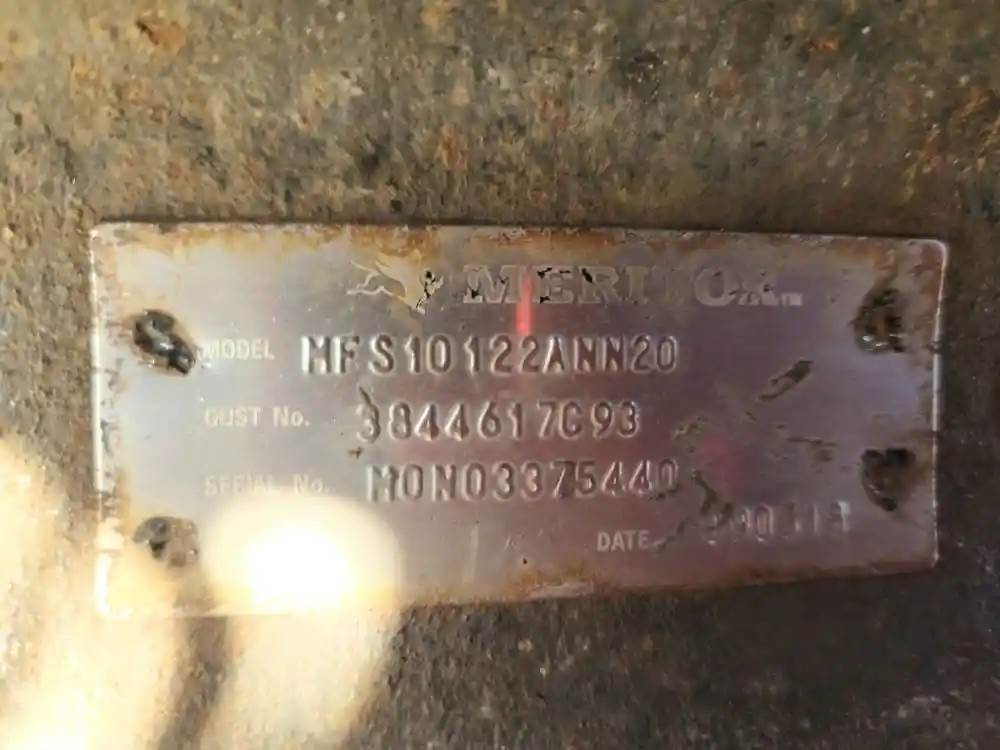 MERITOR
MODEL MFS10122ANN20
CUST No. 3844617C93
SERIAL No. MON03375440
DATE